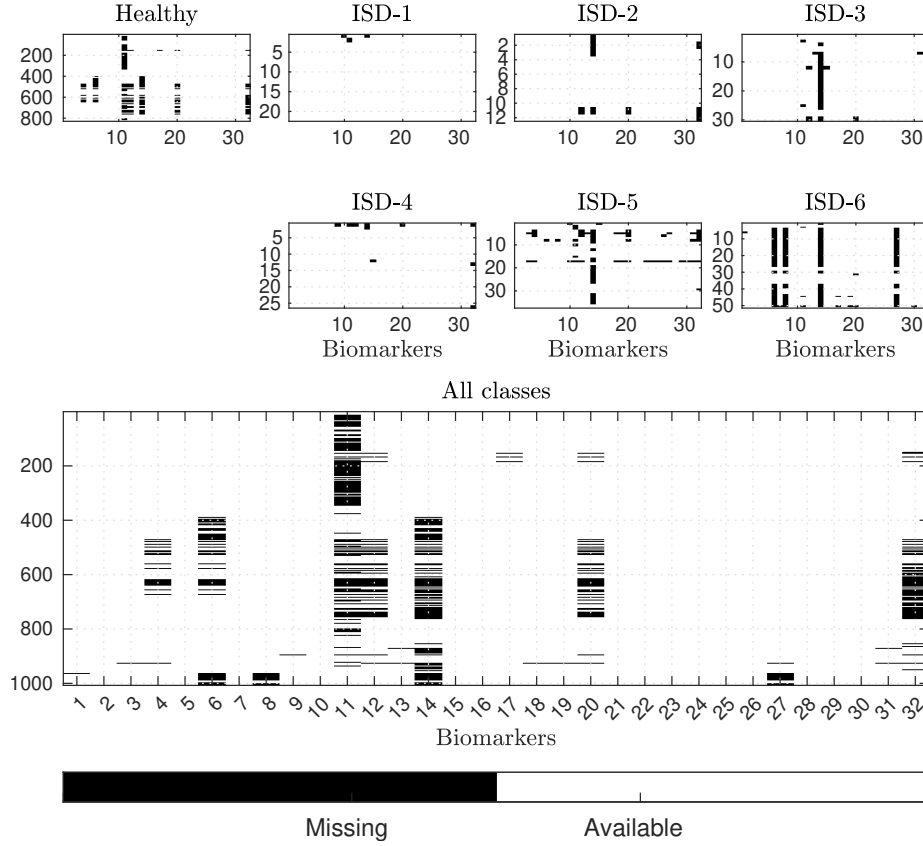 Healthy ISD-1 ISD-2 ISD-3
200 400 600 800 10 20 30
5 10 15 20 10 20 30
2 4 6 8 10 12 10 20 30
10 20 30 10 20 30
ISD-4 ISD-5 ISD-6
5 10 15 20 25 10 20 30
10 20 30 10 20 30
10 20 30 40 50 10 20 30
Biomarkers Biomarkers Biomarkers
All classes
200
400
600
800
1000
1 2 3 4 5 6 7 8 9 10 11 12 13 14 15 16 17 18 19 20 21 22 23 24 25 26 27 28 29 30 31 32
Biomarkers
Missing Available